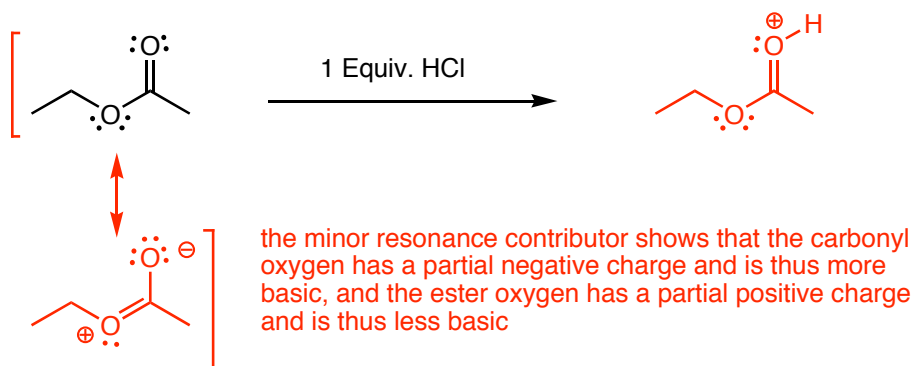 O
⊕
O
H
1 Equiv. HCl
O
O
O
⊖
O
⊕
the minor resonance contributor shows that the carbonyl
oxygen has a partial negative charge and is thus more
basic, and the ester oxygen has a partial positive charge
and is thus less basic